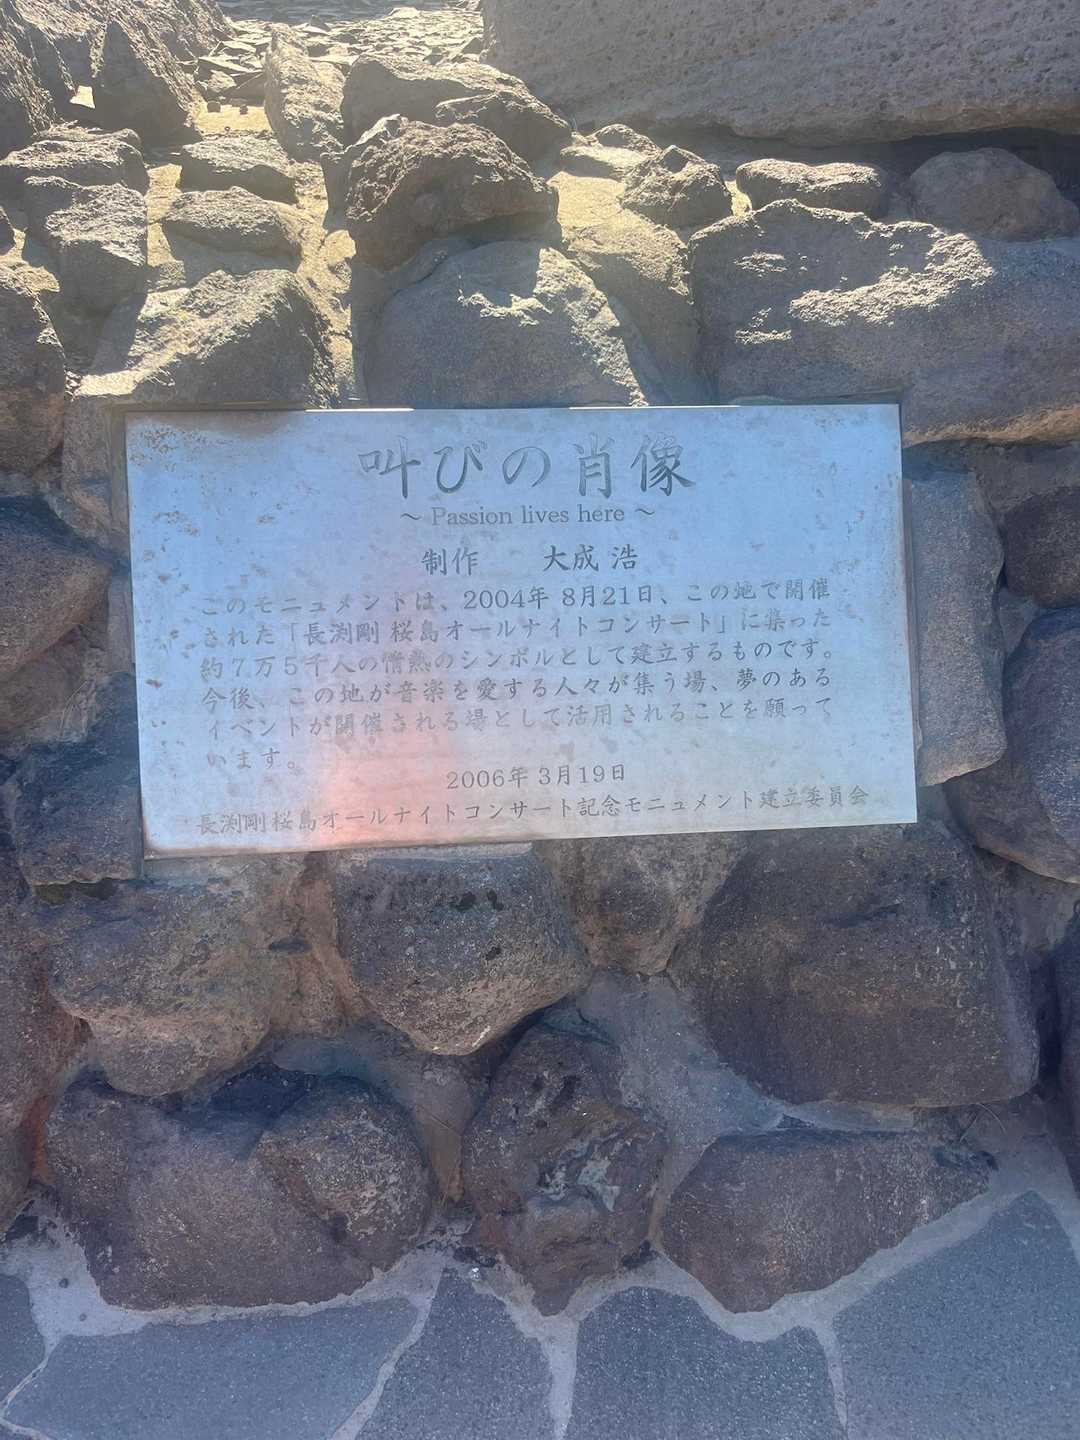 叫びの肖像
～ Passion lives here ～
制作　大成 浩
このモニュメントは、2004年 8月21日、この地で開催
された「長渕剛 桜島オールナイトコンサート」に集った
約7万5千人の情熱のシンボルとして建立するものです。
今後、この地が音楽を愛する人々が集う場、夢のある
イベントが開催される場として活用されることを願って
います。
2006年 3月19日
長渕剛 桜島オールナイトコンサート記念モニュメント建立委員会